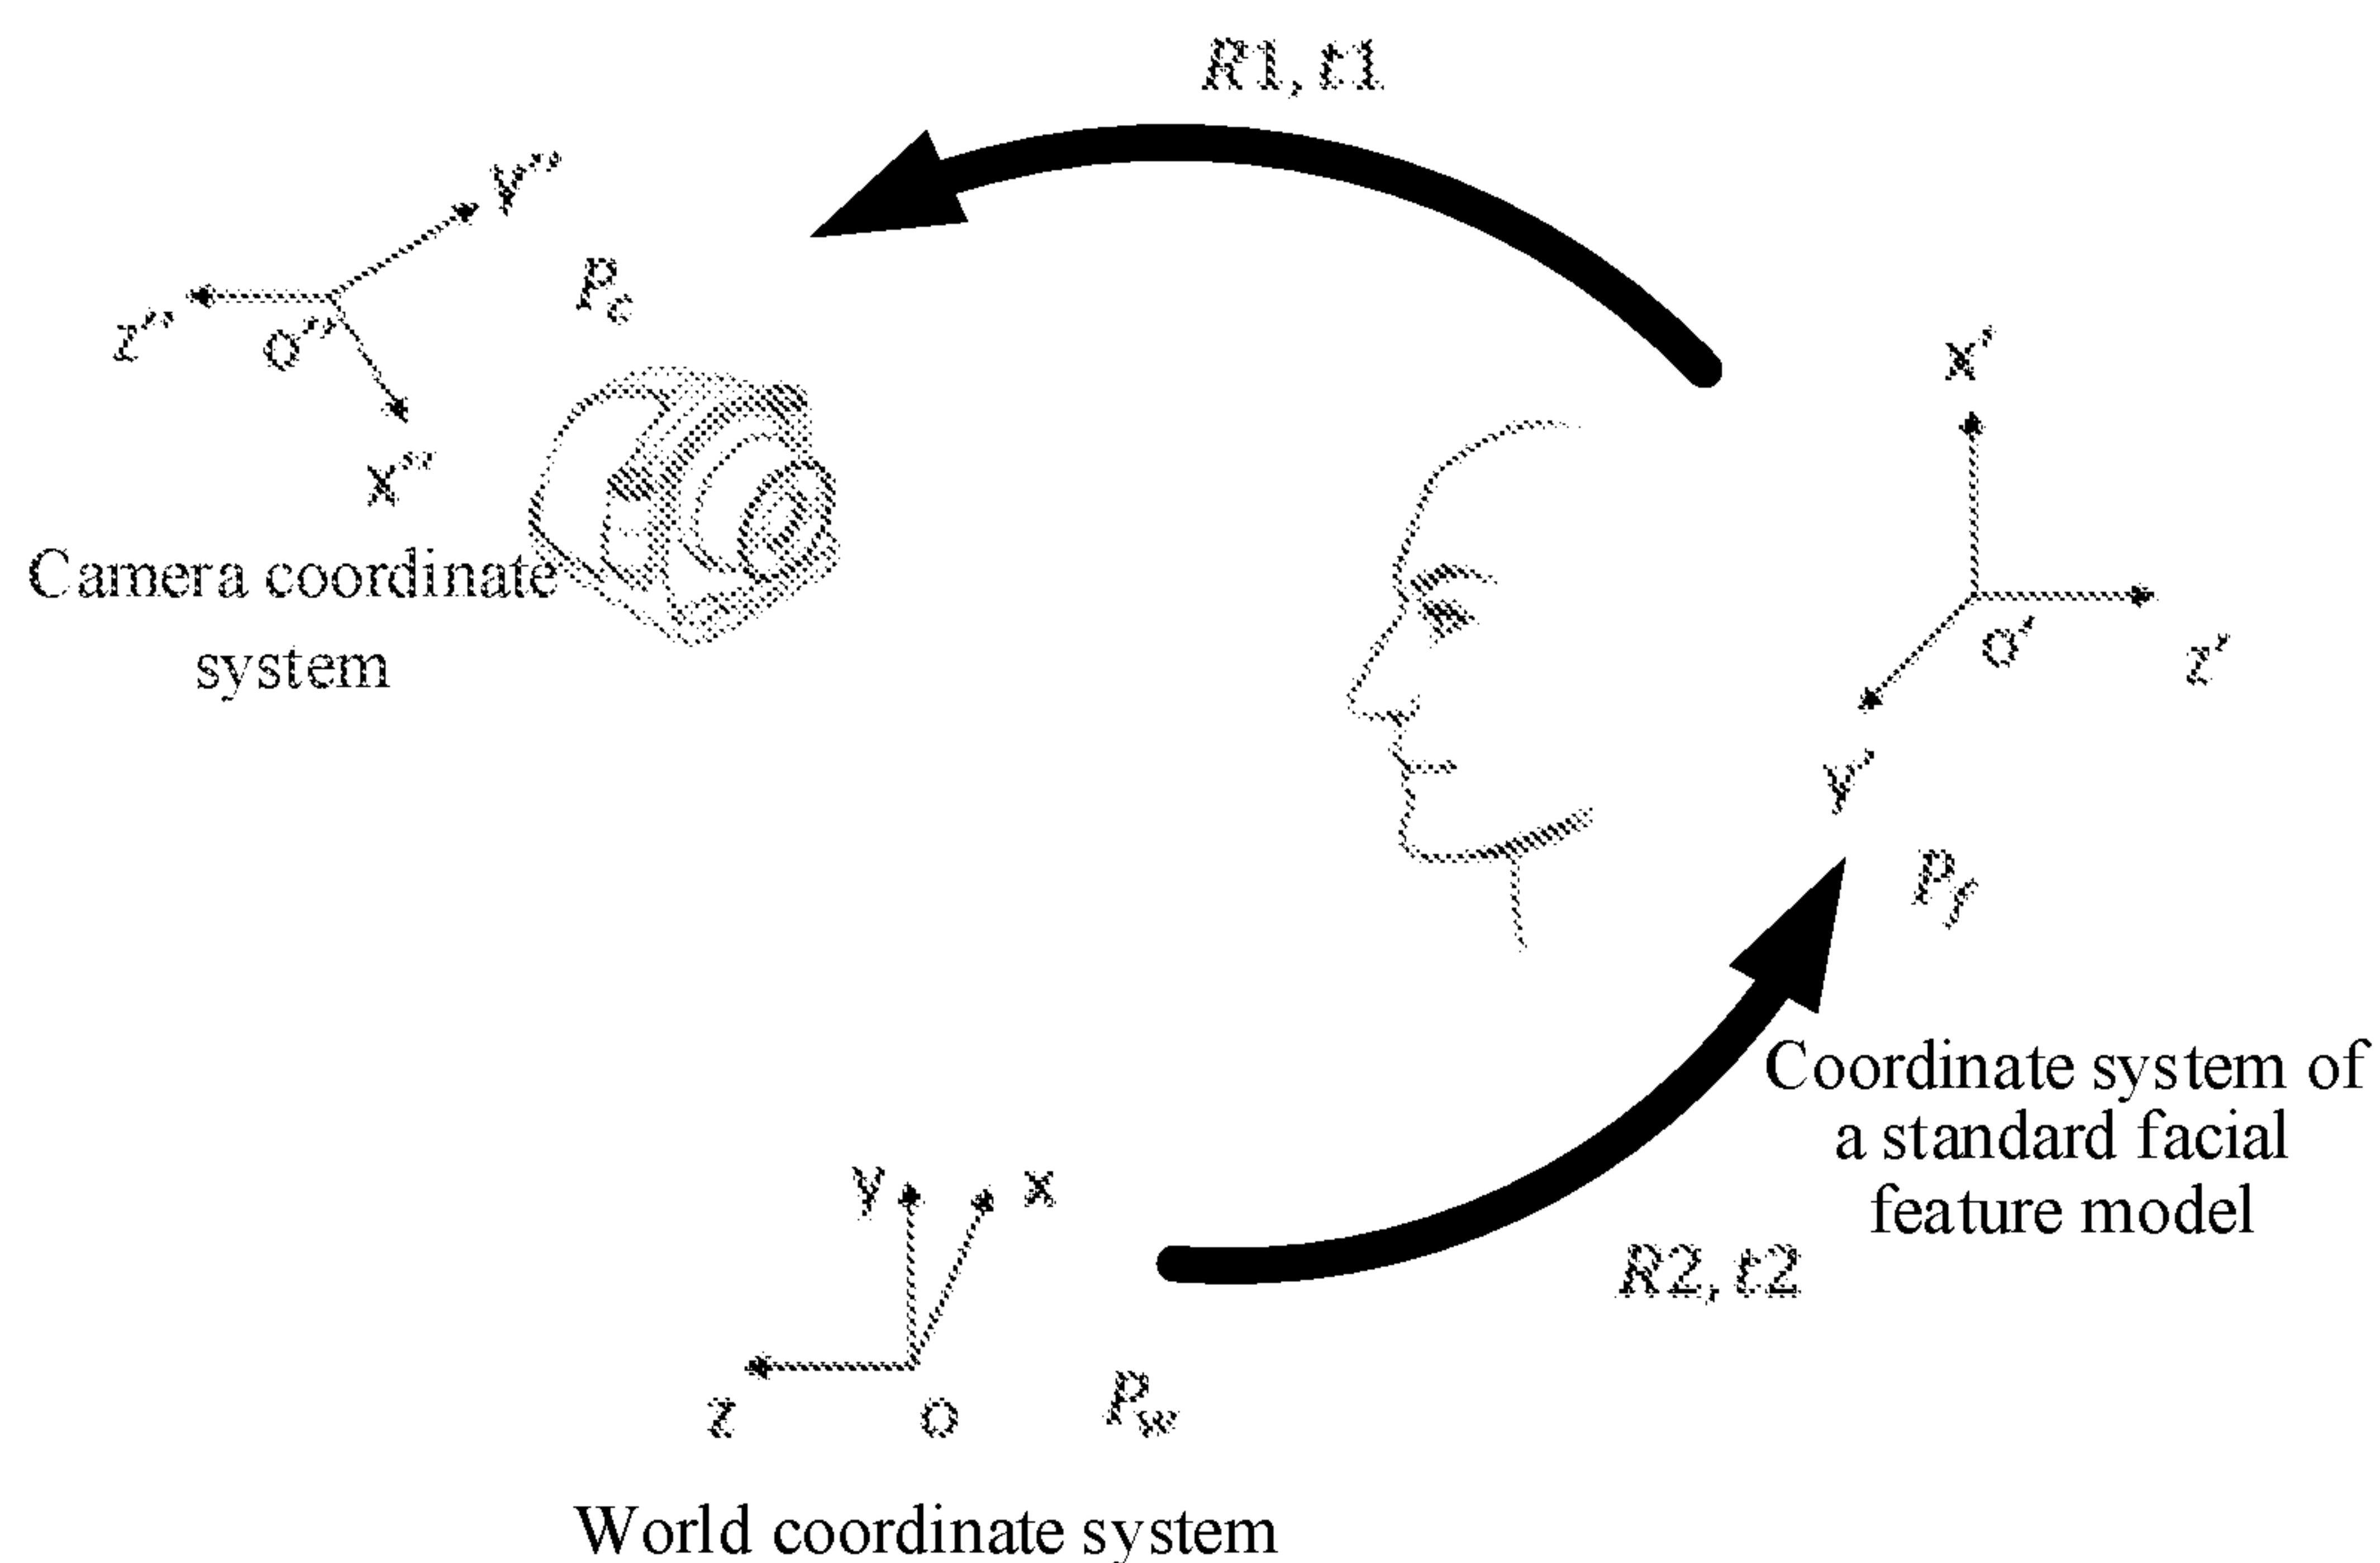 R1, t1
Y''
P_c
Z''
O''
X''
Camera coordinate
system
X'
O'
Z'
Y'
P_f
Coordinate system of
a standard facial
feature model
R2, t2
y
x
z
o
P_w
World coordinate system